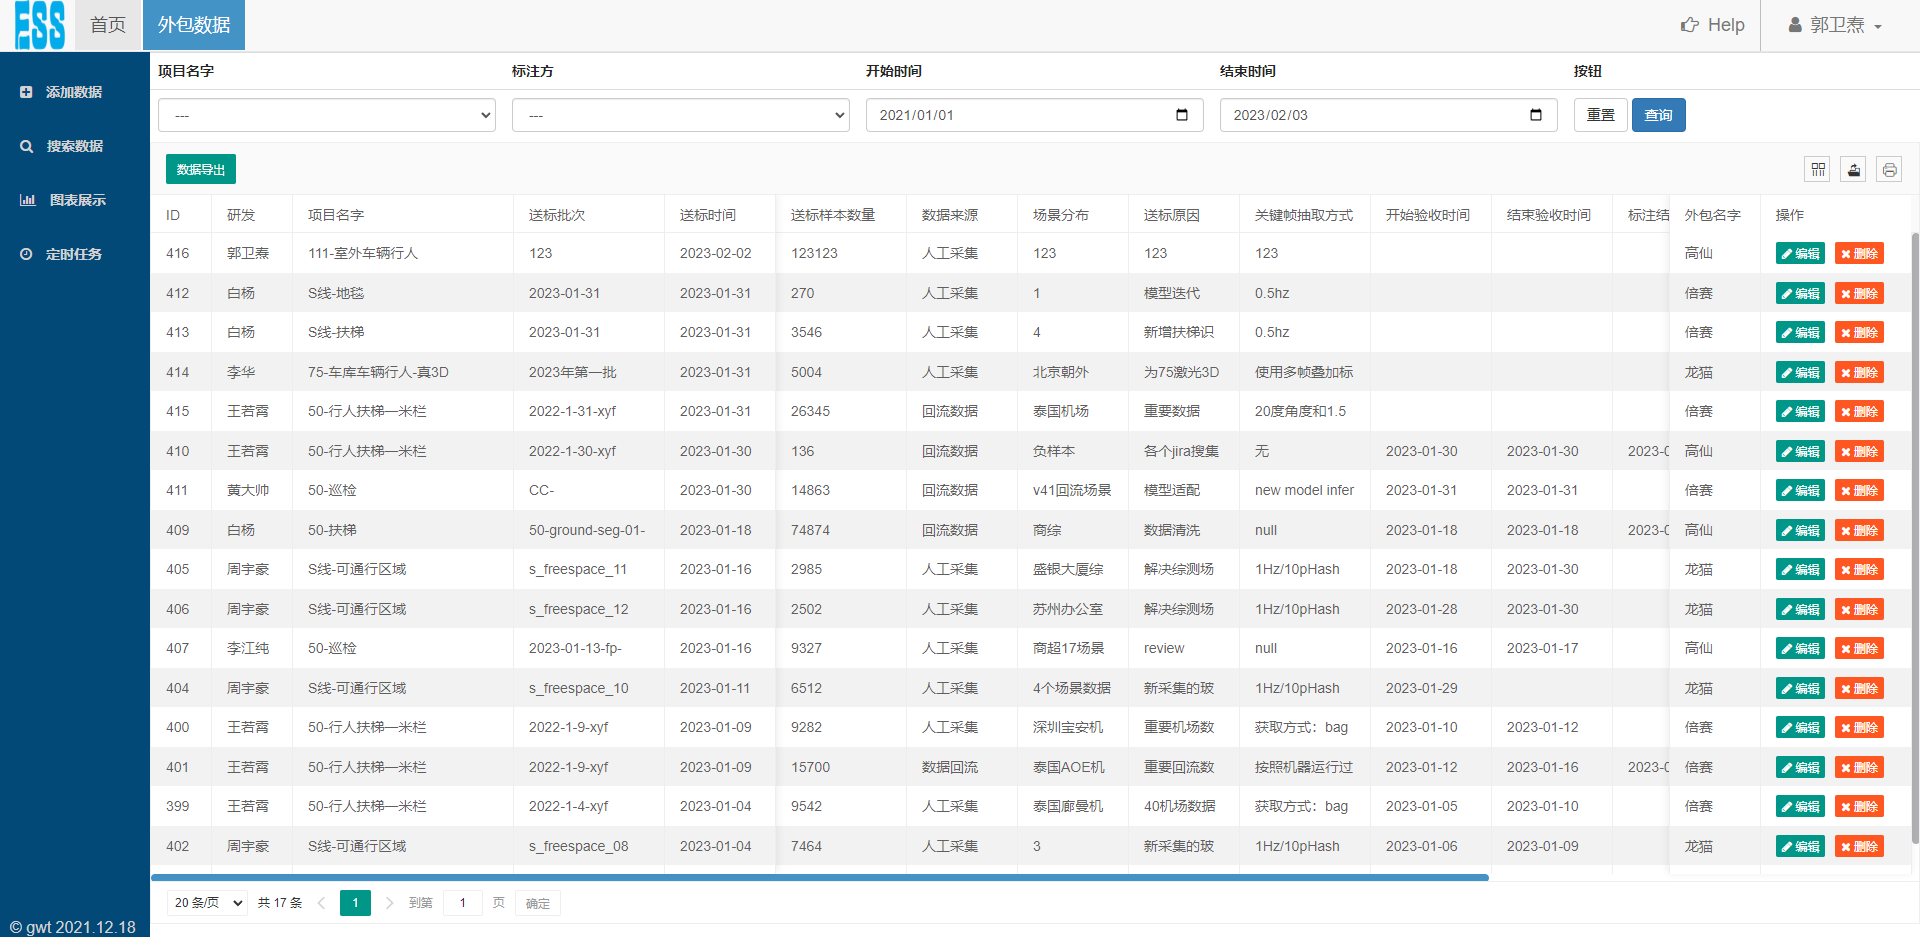 ESS 首页 外包数据 Help 郭卫焘
添加数据
搜索数据
图表展示
定时任务
© gwt 2021.12.18
项目名字 标注方 开始时间 结束时间 按钮
--- --- 2021/01/01 2023/02/03 重置 查询
数据导出
ID 研发 项目名字 送标批次 送标时间 送标样本数量 数据来源 场景分布 送标原因 关键帧抽取方式 开始验收时间 结束验收时间 标注结 外包名字 操作
416 郭卫焘 111-室外车辆行人 123 2023-02-02 123123 人工采集 123 123 123 高仙 编辑 删除
412 白杨 S线-地毯 2023-01-31 2023-01-31 270 人工采集 1 模型迭代 0.5hz 倍赛 编辑 删除
413 白杨 S线-扶梯 2023-01-31 2023-01-31 3546 人工采集 4 新增扶梯识 0.5hz 倍赛 编辑 删除
414 李华 75-车库车辆行人-真3D 2023年第一批 2023-01-31 5004 人工采集 北京朝外 为75激光3D 使用多帧叠加标 龙猫 编辑 删除
415 王若霄 50-行人扶梯一米栏 2022-1-31-xyf 2023-01-31 26345 回流数据 泰国机场 重要数据 20度角度和1.5 倍赛 编辑 删除
410 王若霄 50-行人扶梯一米栏 2022-1-30-xyf 2023-01-30 136 回流数据 负样本 各个jira搜集 无 2023-01-30 2023-01-30 2023-0 高仙 编辑 删除
411 黄大帅 50-巡检 CC- 2023-01-30 14863 回流数据 v41回流场景 模型适配 new model infer 2023-01-31 2023-01-31 倍赛 编辑 删除
409 白杨 50-扶梯 50-ground-seg-01- 2023-01-18 74874 回流数据 商综 数据清洗 null 2023-01-18 2023-01-18 2023-0 高仙 编辑 删除
405 周宇豪 S线-可通行区域 s_freespace_11 2023-01-16 2985 人工采集 盛银大厦综 解决综测场 1Hz/10pHash 2023-01-18 2023-01-30 龙猫 编辑 删除
406 周宇豪 S线-可通行区域 s_freespace_12 2023-01-16 2502 人工采集 苏州办公室 解决综测场 1Hz/10pHash 2023-01-28 2023-01-30 龙猫 编辑 删除
407 李江纯 50-巡检 2023-01-13-fp- 2023-01-16 9327 人工采集 商超17场景 review null 2023-01-16 2023-01-17 高仙 编辑 删除
404 周宇豪 S线-可通行区域 s_freespace_10 2023-01-11 6512 人工采集 4个场景数据 新采集的玻 1Hz/10pHash 2023-01-29 龙猫 编辑 删除
400 王若霄 50-行人扶梯一米栏 2022-1-9-xyf 2023-01-09 9282 人工采集 深圳宝安机 重要机场数 获取方式：bag 2023-01-10 2023-01-12 倍赛 编辑 删除
401 王若霄 50-行人扶梯一米栏 2022-1-9-xyf 2023-01-09 15700 数据回流 泰国AOE机 重要回流数 按照机器运行过 2023-01-12 2023-01-16 2023-0 倍赛 编辑 删除
399 王若霄 50-行人扶梯一米栏 2022-1-4-xyf 2023-01-04 9542 人工采集 泰国廊曼机 40机场数据 获取方式：bag 2023-01-05 2023-01-10 倍赛 编辑 删除
402 周宇豪 S线-可通行区域 s_freespace_08 2023-01-04 7464 人工采集 3 新采集的玻 1Hz/10pHash 2023-01-06 2023-01-09 龙猫 编辑 删除
20 条/页 共 17 条 1 到第 1 页 确定